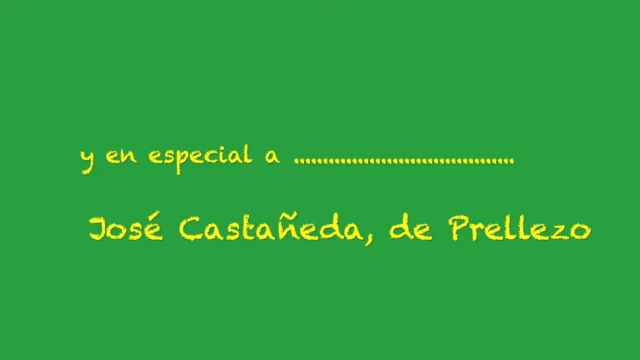 y en especial a ......................................
José Castañeda, de Prellezo